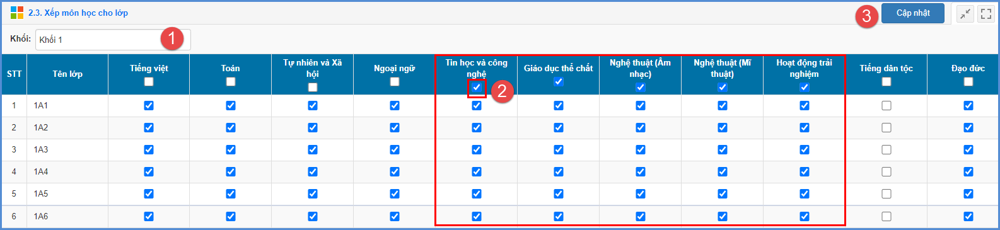 2.3. Xếp môn học cho lớp
3
Cập nhật
Khối:
Khối 1
1
STT
Tên lớp
Tiếng việt
Toán
Tự nhiên và Xã
hội
Ngoại ngữ
Tin học và công
nghệ
2
Giáo dục thể chất
Nghệ thuật (Âm
nhạc)
Nghệ thuật (Mĩ
thuật)
Hoạt động trải
nghiệm
Tiếng dân tộc
Đạo đức
1 1A1
2 1A2
3 1A3
4 1A4
5 1A5
6 1A6